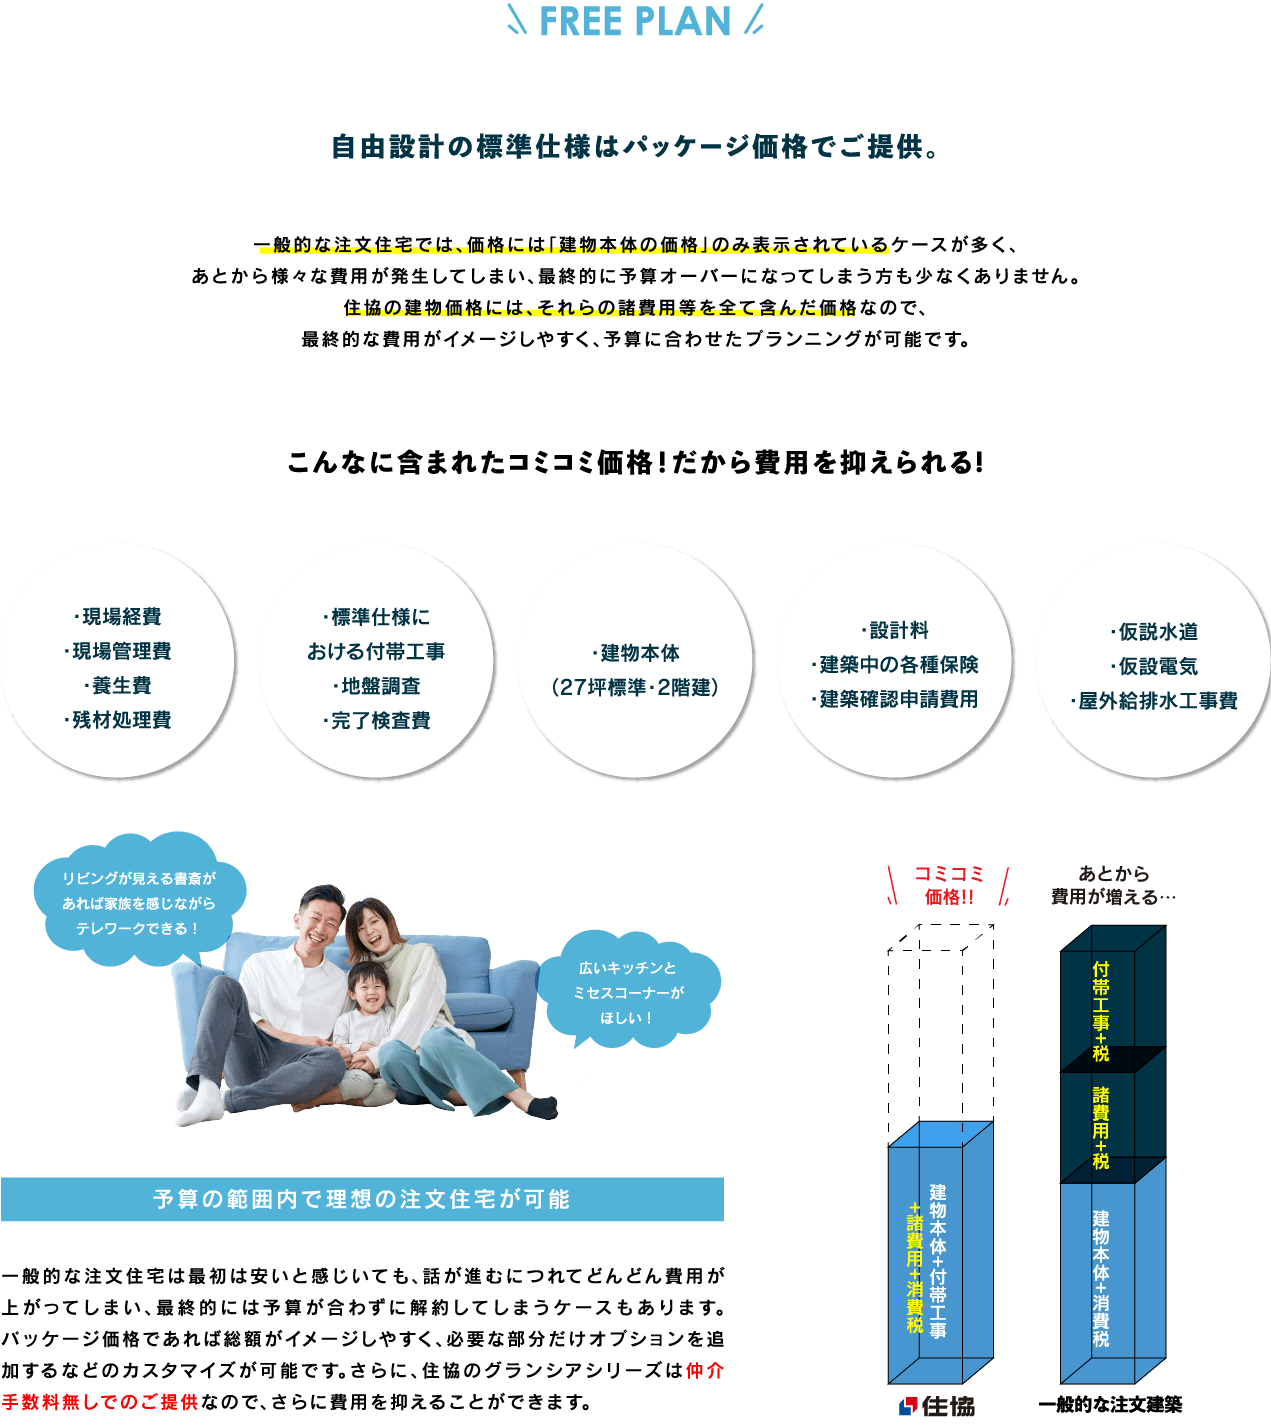 FREE PLAN
自由設計の標準仕様はパッケージ価格でご提供。
一般的な注文住宅では、価格には「建物本体の価格」のみ表示されているケースが多く、
あとから様々な費用が発生してしまい、最終的に予算オーバーになってしまう方も少なくありません。
住協の建物価格には、それらの諸費用等を全て含んだ価格なので、
最終的な費用がイメージしやすく、予算に合わせたプランニングが可能です。
こんなに含まれたコミコミ価格！だから費用を抑えられる！
・現場経費
・現場管理費
・養生費
・残材処理費
・標準仕様に
おける付帯工事
・地盤調査
・完了検査費
・建物本体
（27坪標準・2階建）
・設計料
・建築中の各種保険
・建築確認申請費用
・仮説水道
・仮設電気
・屋外給排水工事費
リビングが見える書斎が
あれば家族を感じながら
テレワークできる！
広いキッチンと
ミセスコーナーが
ほしい！
予算の範囲内で理想の注文住宅が可能
一般的な注文住宅は最初は安いと感じいても、話が進むにつれてどんどん費用が
上がってしまい、最終的には予算が合わずに解約してしまうケースもあります。
パッケージ価格であれば総額がイメージしやすく、必要な部分だけオプションを追
加するなどのカスタマイズが可能です。さらに、住協のグランシアシリーズは仲介
手数料無しでのご提供なので、さらに費用を抑えることができます。
コミコミ
価格!!
建物本体+付帯工事
+諸費用+消費税
住協
あとから
費用が増える…
付帯工事+税
諸費用+税
建物本体+消費税
一般的な注文建築